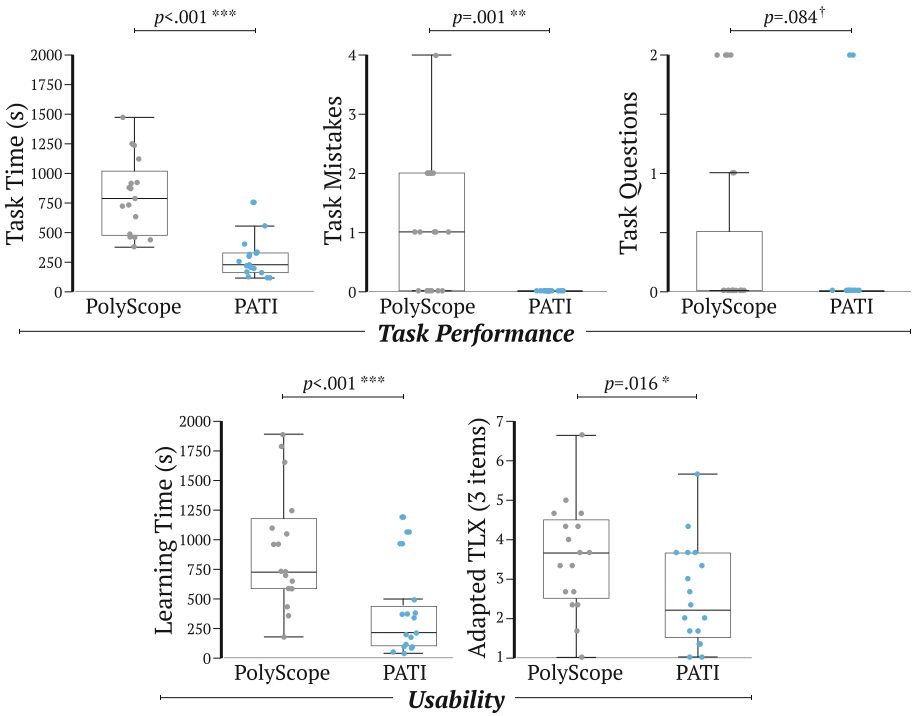 p<.001 ***
p=.001 **
p=.084†
Task Time (s)
2000
1750
1500
1250
1000
750
500
250
0
PolyScope
PATI
Task Mistakes
4
3
2
1
0
PolyScope
PATI
Task Questions
2
1
0
PolyScope
PATI
Task Performance
p<.001 ***
p=.016 *
Learning Time (s)
2000
1750
1500
1250
1000
750
500
250
0
PolyScope
PATI
Adapted TLX (3 items)
7
6
5
4
3
2
1
PolyScope
PATI
Usability